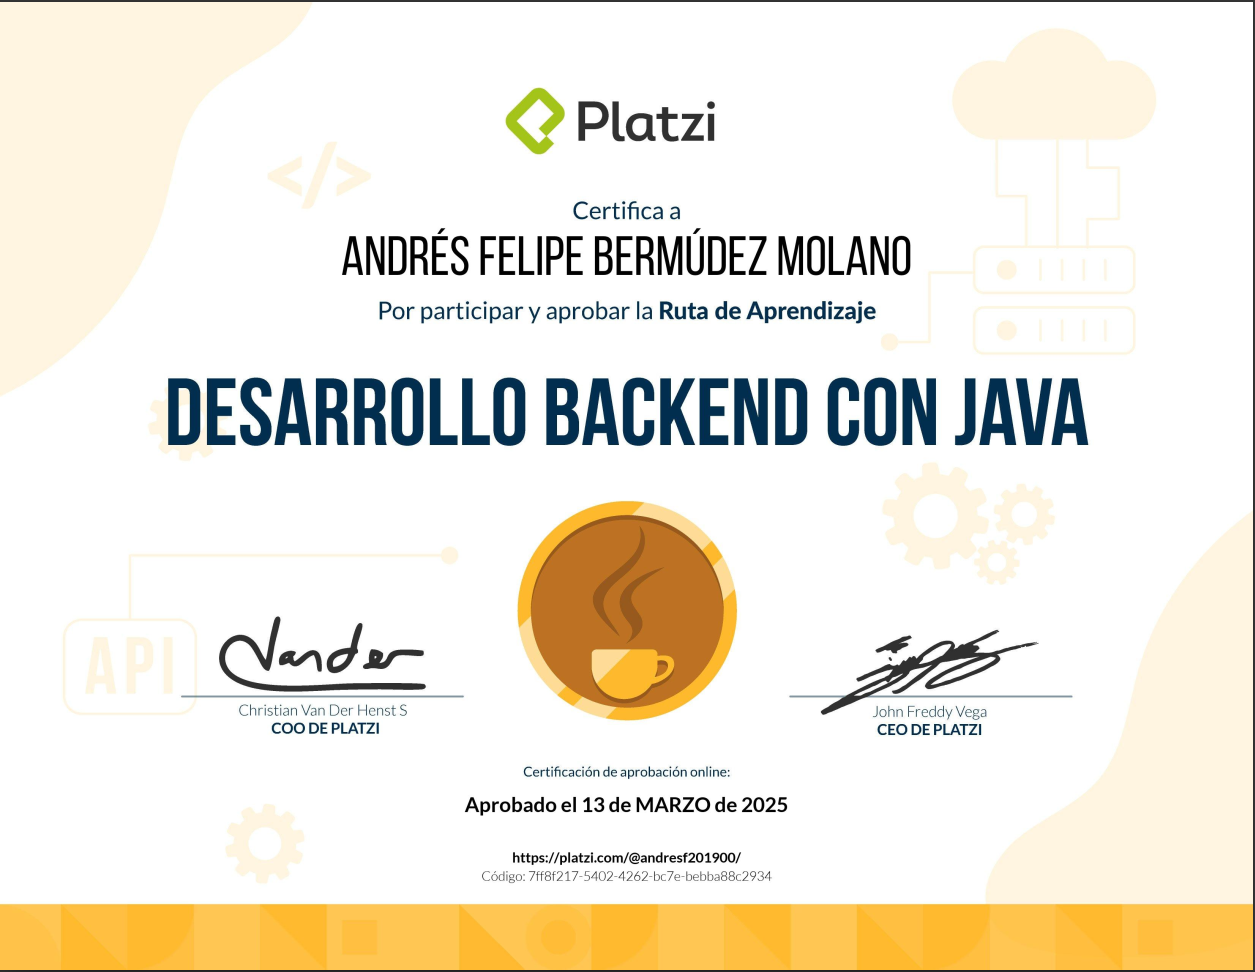 Platzi
</>
Certifica a
ANDRÉS FELIPE BERMÚDEZ MOLANO
Por participar y aprobar la Ruta de Aprendizaje
DESARROLLO BACKEND CON JAVA
API
Vander
Christian Van Der Henst S
COO DE PLATZI
John Freddy Vega
CEO DE PLATZI
Certificación de aprobación online:
Aprobado el 13 de MARZO de 2025
https://platzi.com/@andresf201900/
Código: 7ff8f217-5402-4262-bc7e-bebba88c2934